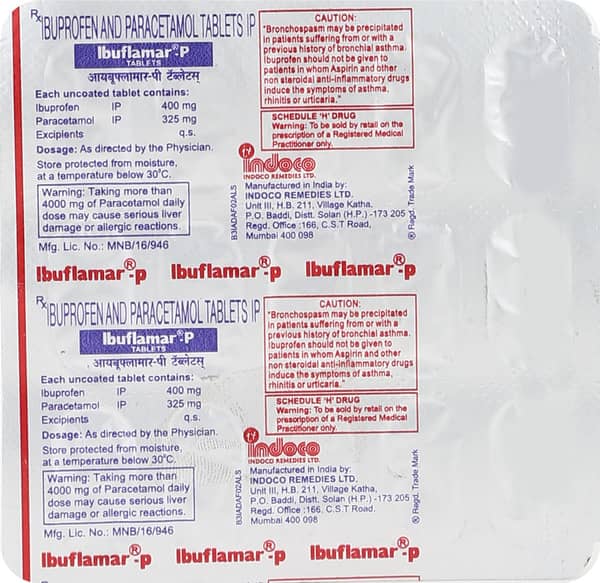 Rx IBUPROFEN AND PARACETAMOL TABLETS IP
Ibuflamar®-P
TABLETS
आयबूफ्लामार-पी टॅब्लेटस्
Each uncoated tablet contains:
Ibuprofen IP 400 mg
Paracetamol IP 325 mg
Excipients q.s.
Dosage: As directed by the Physician.
Store protected from moisture,
at a temperature below 30°C.
Warning: Taking more than
4000 mg of Paracetamol daily
dose may cause serious liver
damage or allergic reactions.
Mfg. Lic. No.: MNB/16/946
CAUTION:
"Bronchospasm may be precipitated
in patients suffering from or with a
previous history of bronchial asthma.
Ibuprofen should not be given to
patients in whom Aspirin and other
non steroidal anti-inflammatory drugs
induce the symptoms of asthma,
rhinitis or urticaria."
SCHEDULE 'H' DRUG
Warning: To be sold by retail on the
prescription of a Registered Medical
Practitioner only.
indoco
INDOCO REMEDIES LTD.
Manufactured in India by:
INDOCO REMEDIES LTD.
Unit III, H.B. 211, Village Katha,
P.O. Baddi, Distt. Solan (H.P.) -173 205
Regd. Office :166, C.S.T Road,
Mumbai 400 098
B3IADAF02ALS
® Regd. Trade Mark
Ibuflamar®-P Ibuflamar®-P Ibuflamar®-P
Rx IBUPROFEN AND PARACETAMOL TABLETS IP
Ibuflamar®-P
TABLETS
आयबूफ्लामार-पी टॅब्लेटस्
Each uncoated tablet contains:
Ibuprofen IP 400 mg
Paracetamol IP 325 mg
Excipients q.s.
Dosage: As directed by the Physician.
Store protected from moisture,
at a temperature below 30°C.
Warning: Taking more than
4000 mg of Paracetamol daily
dose may cause serious liver
damage or allergic reactions.
Mfg. Lic. No.: MNB/16/946
CAUTION:
"Bronchospasm may be precipitated
in patients suffering from or with a
previous history of bronchial asthma.
Ibuprofen should not be given to
patients in whom Aspirin and other
non steroidal anti-inflammatory drugs
induce the symptoms of asthma,
rhinitis or urticaria."
SCHEDULE 'H' DRUG
Warning: To be sold by retail on the
prescription of a Registered Medical
Practitioner only.
indoco
INDOCO REMEDIES LTD.
Manufactured in India by:
INDOCO REMEDIES LTD.
Unit III, H.B. 211, Village Katha,
P.O. Baddi, Distt. Solan (H.P.) -173 205
Regd. Office :166, C.S.T Road,
Mumbai 400 098
B3IADAF02ALS
® Regd. Trade Mark
Ibuflamar®-P Ibuflamar®-P Ibuflamar®-P